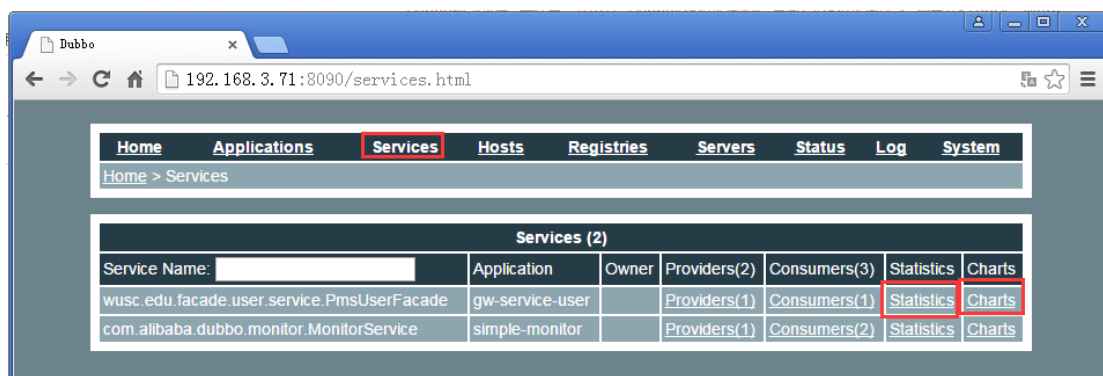 Dubbo
192.168.3.71:8090/services.html
Home Applications Services Hosts Registries Servers Status Log System
Home > Services
Services (2)
Service Name: Application Owner Providers(2) Consumers(3) Statistics Charts
wusc.edu.facade.user.service.PmsUserFacade gw-service-user Providers(1) Consumers(1) Statistics Charts
com.alibaba.dubbo.monitor.MonitorService simple-monitor Providers(1) Consumers(2) Statistics Charts